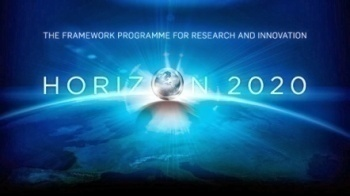 THE FRAMEWORK PROGRAMME FOR RESEARCH AND INNOVATION
HORIZON 2020